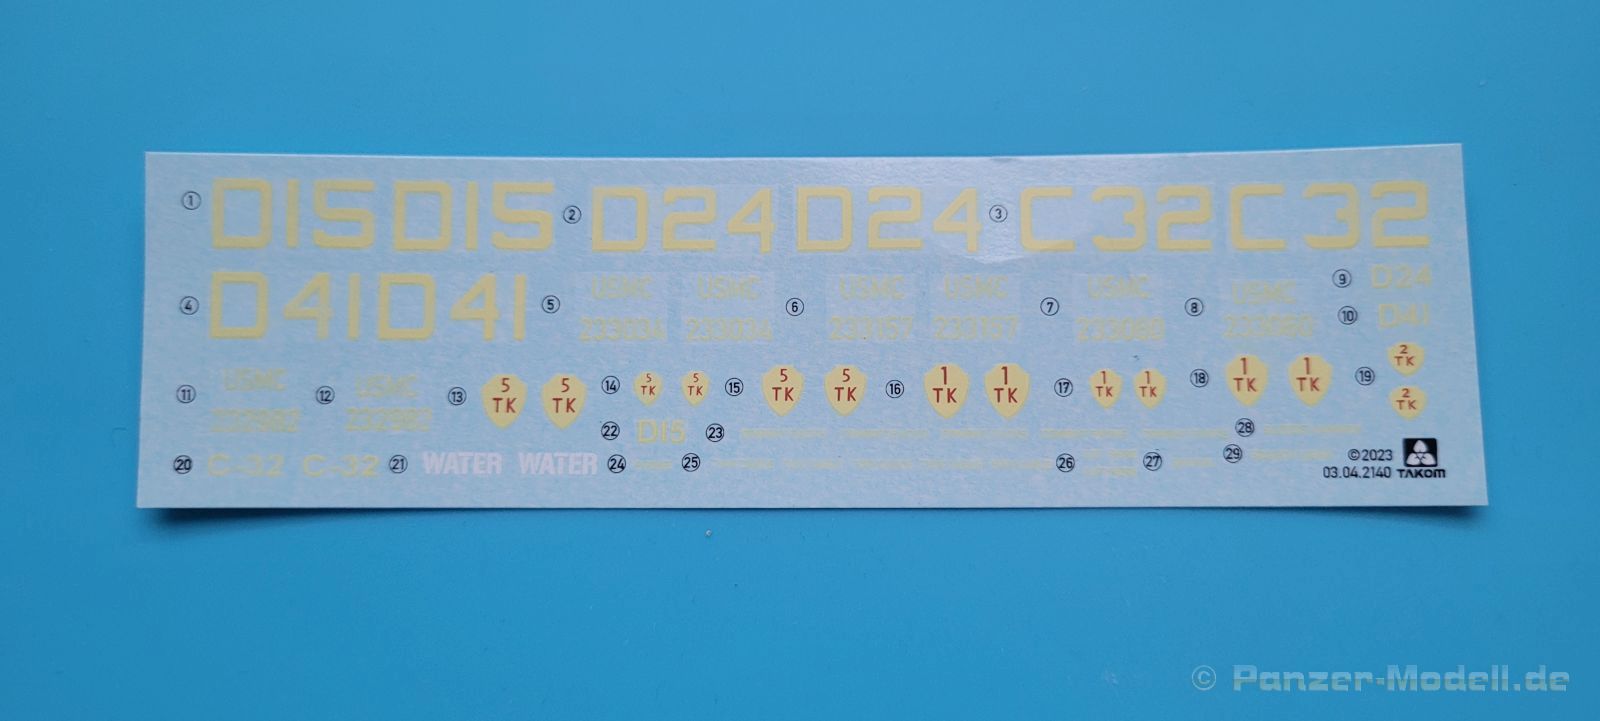 ① D15 D15 ② D24 D24 ③ C32 C32
④ D41 D41 ⑤ USMC 233034 USMC 233034 ⑥ USMC 233157 USMC 233157 ⑦ USMC 233060 ⑧ USMC 233060 ⑨ D24
⑩ D41
⑪ USMC 232982 ⑫ USMC 232982 ⑬ 5 TK 5 TK ⑭ 5 TK 5 TK ⑮ 5 TK 5 TK ⑯ 1 TK 1 TK ⑰ 1 TK 1 TK ⑱ 1 TK 1 TK ⑲ 2 TK 2 TK
㉒ D15 ㉓ ㉘
⑳ C-32 C-32 ㉑ WATER WATER ㉔ ㉕ ㉖ ㉗ ㉙
©2023
03.04.2140 TAKOM
© Panzer-Modell.de